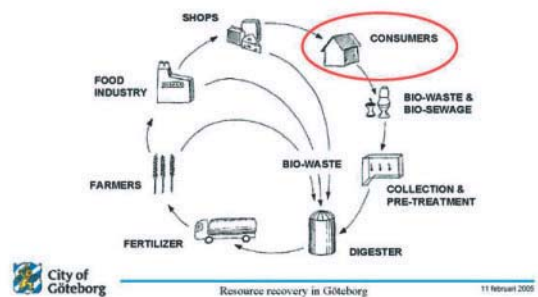 SHOPS
CONSUMERS
FOOD
INDUSTRY
BIO-WASTE &
BIO-SEWAGE
BIO-WASTE
FARMERS
COLLECTION &
PRE-TREATMENT
FERTILIZER
DIGESTER
City of
Göteborg
Resource recovery in Göteborg
11 februari 2005